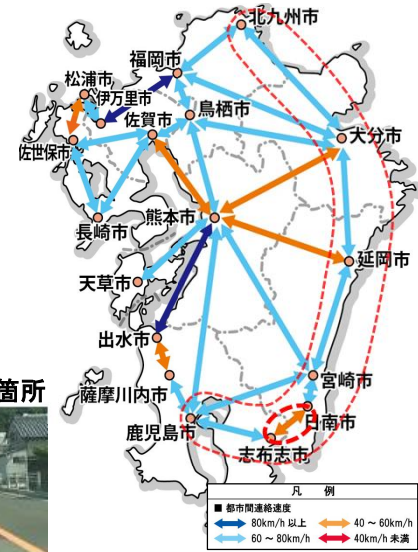 北九州市
福岡市
松浦市
伊万里市
鳥栖市
佐賀市
大分市
佐世保市
熊本市
長崎市
延岡市
天草市
出水市
箇所
宮崎市
薩摩川内市
日南市
鹿児島市
志布志市
凡 例
■ 都市間連絡速度
80km/h 以上 40 ～ 60km/h
60 ～ 80km/h 40km/h 未満